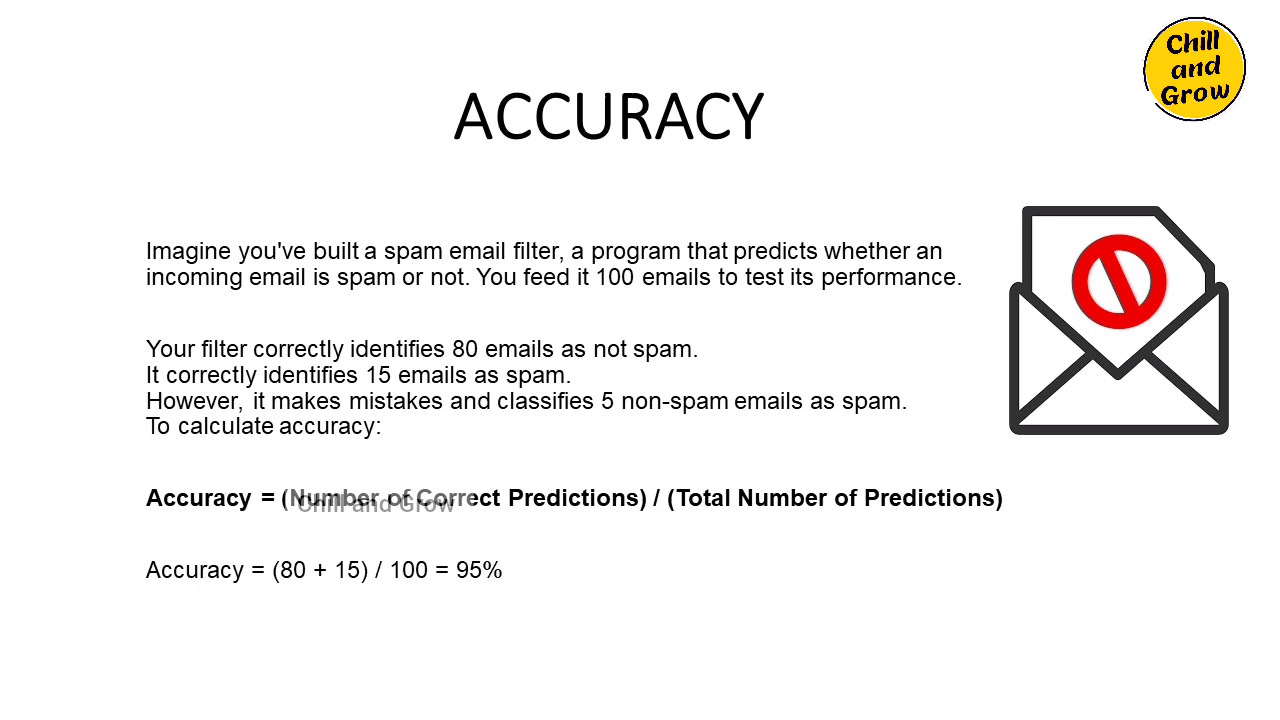 Chill
and
Grow
ACCURACY
Imagine you've built a spam email filter, a program that predicts whether an
incoming email is spam or not. You feed it 100 emails to test its performance.
Your filter correctly identifies 80 emails as not spam.
It correctly identifies 15 emails as spam.
However, it makes mistakes and classifies 5 non-spam emails as spam.
To calculate accuracy:
Accuracy = (Number of Correct Predictions) / (Total Number of Predictions)
Chill and Grow
Accuracy = (80 + 15) / 100 = 95%